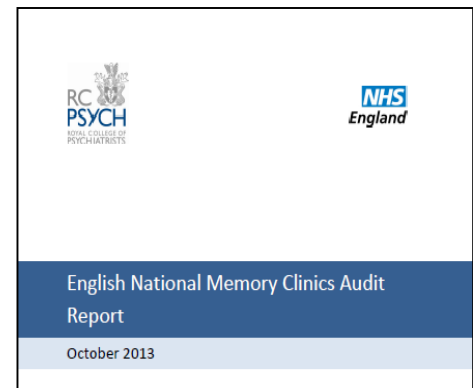 RC
PSYCH
ROYAL COLLEGE OF
PSYCHIATRISTS
NHS
England
English National Memory Clinics Audit
Report
October 2013